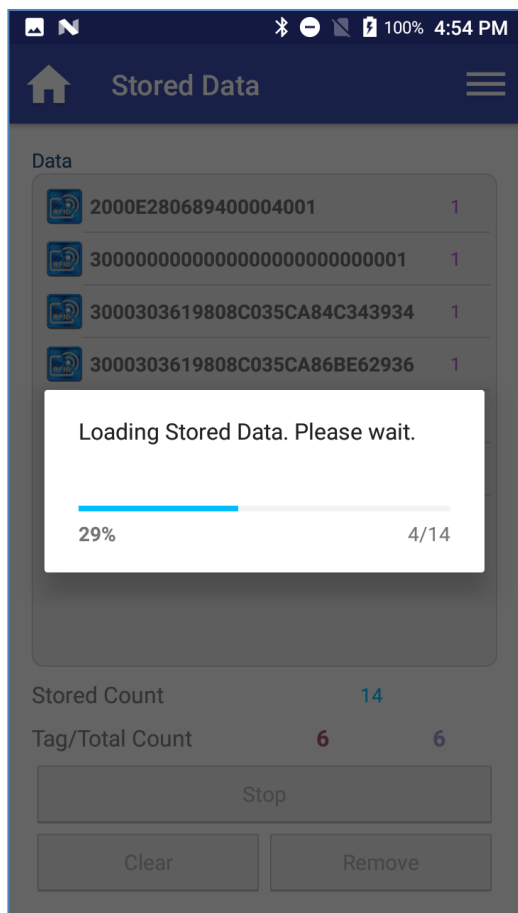 100% 4:54 PM
Stored Data
Data
2000E280689400004001 1
3000000000000000000000000001 1
3000303619808C035CA84C343934 1
3000303619808C035CA86BE62936 1
Loading Stored Data. Please wait.
29% 4/14
Stored Count 14
Tag/Total Count 6 6
Stop
Clear Remove